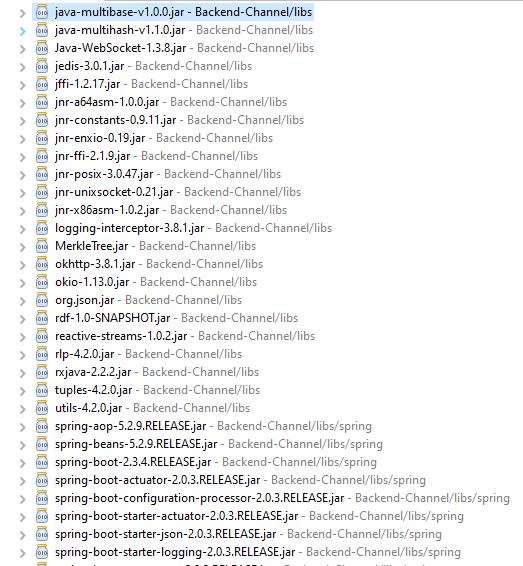 java-multibase-v1.0.0.jar - Backend-Channel/libs
java-multihash-v1.1.0.jar - Backend-Channel/libs
Java-WebSocket-1.3.8.jar - Backend-Channel/libs
jedis-3.0.1.jar - Backend-Channel/libs
jffi-1.2.17.jar - Backend-Channel/libs
jnr-a64asm-1.0.0.jar - Backend-Channel/libs
jnr-constants-0.9.11.jar - Backend-Channel/libs
jnr-enxio-0.19.jar - Backend-Channel/libs
jnr-ffi-2.1.9.jar - Backend-Channel/libs
jnr-posix-3.0.47.jar - Backend-Channel/libs
jnr-unixsocket-0.21.jar - Backend-Channel/libs
jnr-x86asm-1.0.2.jar - Backend-Channel/libs
logging-interceptor-3.8.1.jar - Backend-Channel/libs
MerkleTree.jar - Backend-Channel/libs
okhttp-3.8.1.jar - Backend-Channel/libs
okio-1.13.0.jar - Backend-Channel/libs
org.json.jar - Backend-Channel/libs
rdf-1.0-SNAPSHOT.jar - Backend-Channel/libs
reactive-streams-1.0.2.jar - Backend-Channel/libs
rlp-4.2.0.jar - Backend-Channel/libs
rxjava-2.2.2.jar - Backend-Channel/libs
tuples-4.2.0.jar - Backend-Channel/libs
utils-4.2.0.jar - Backend-Channel/libs
spring-aop-5.2.9.RELEASE.jar - Backend-Channel/libs/spring
spring-beans-5.2.9.RELEASE.jar - Backend-Channel/libs/spring
spring-boot-2.3.4.RELEASE.jar - Backend-Channel/libs/spring
spring-boot-actuator-2.0.3.RELEASE.jar - Backend-Channel/libs/spring
spring-boot-configuration-processor-2.0.3.RELEASE.jar - Backend-Channel/libs/spring
spring-boot-starter-actuator-2.0.3.RELEASE.jar - Backend-Channel/libs/spring
spring-boot-starter-json-2.0.3.RELEASE.jar - Backend-Channel/libs/spring
spring-boot-starter-logging-2.0.3.RELEASE.jar - Backend-Channel/libs/spring